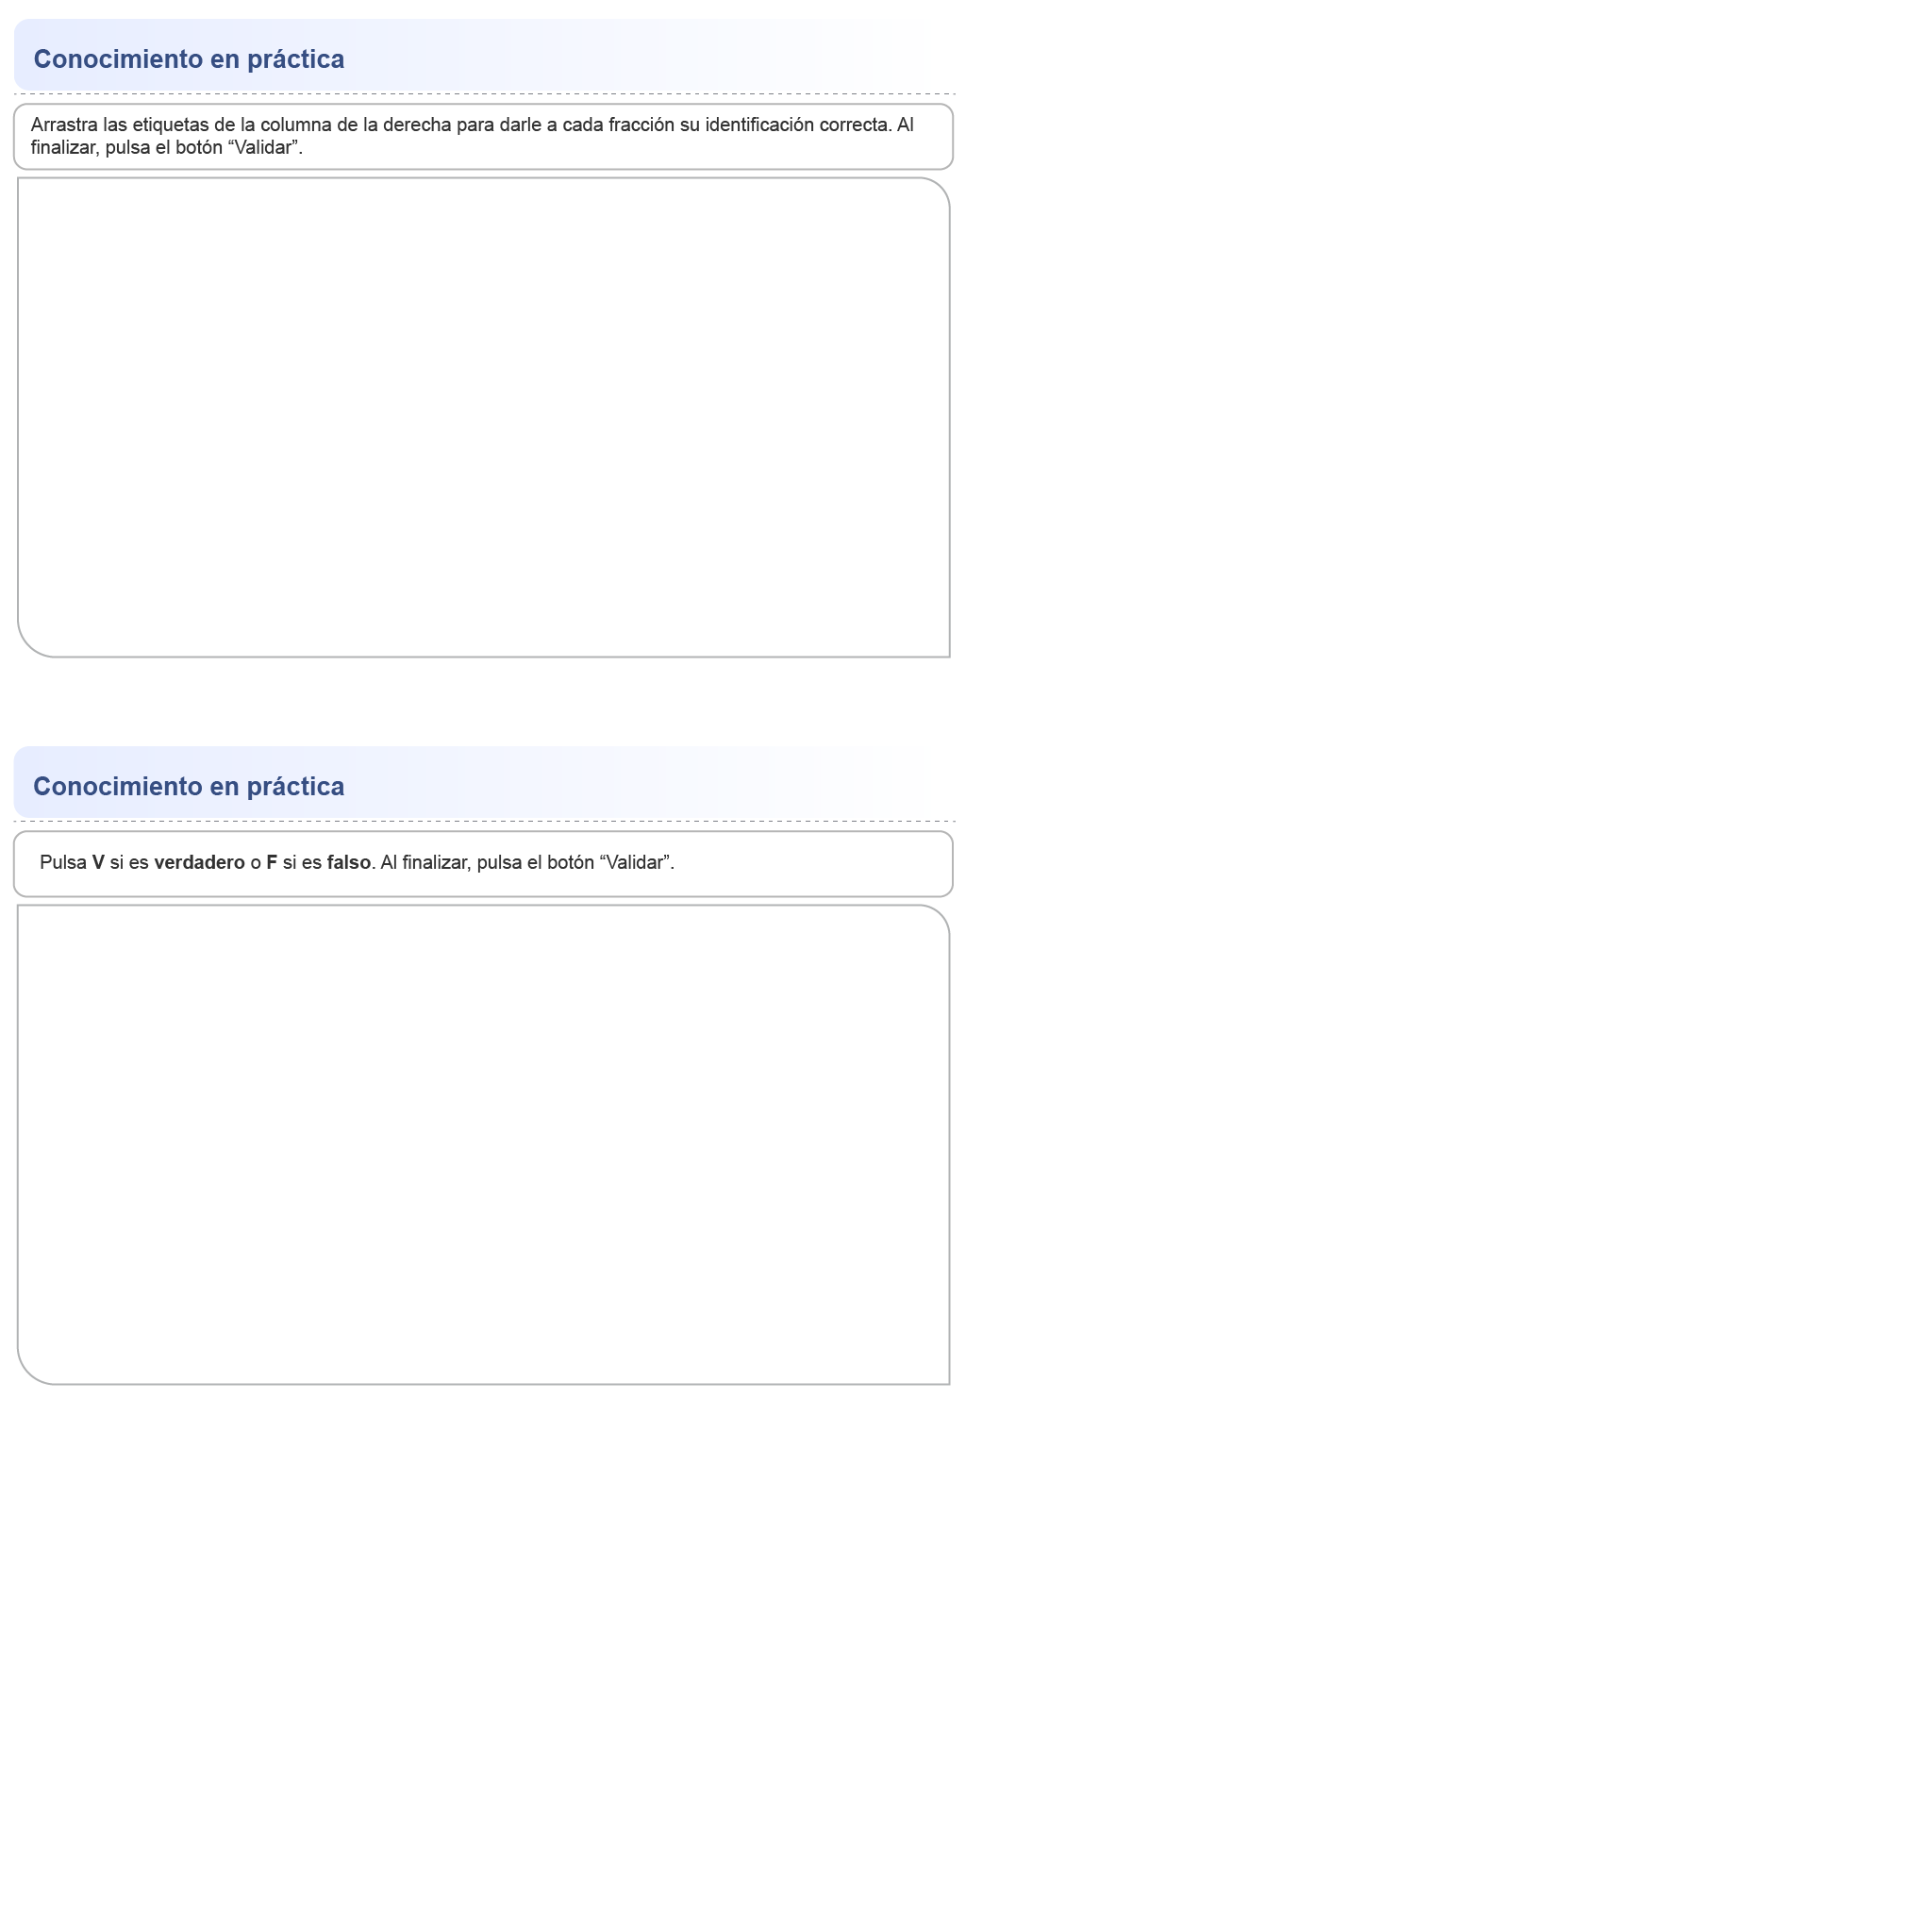 Conocimiento en práctica
Arrastra las etiquetas de la columna de la derecha para darle a cada fracción su identificación correcta. Al
finalizar, pulsa el botón “Validar”.
Conocimiento en práctica
Pulsa V si es verdadero o F si es falso. Al finalizar, pulsa el botón “Validar”.